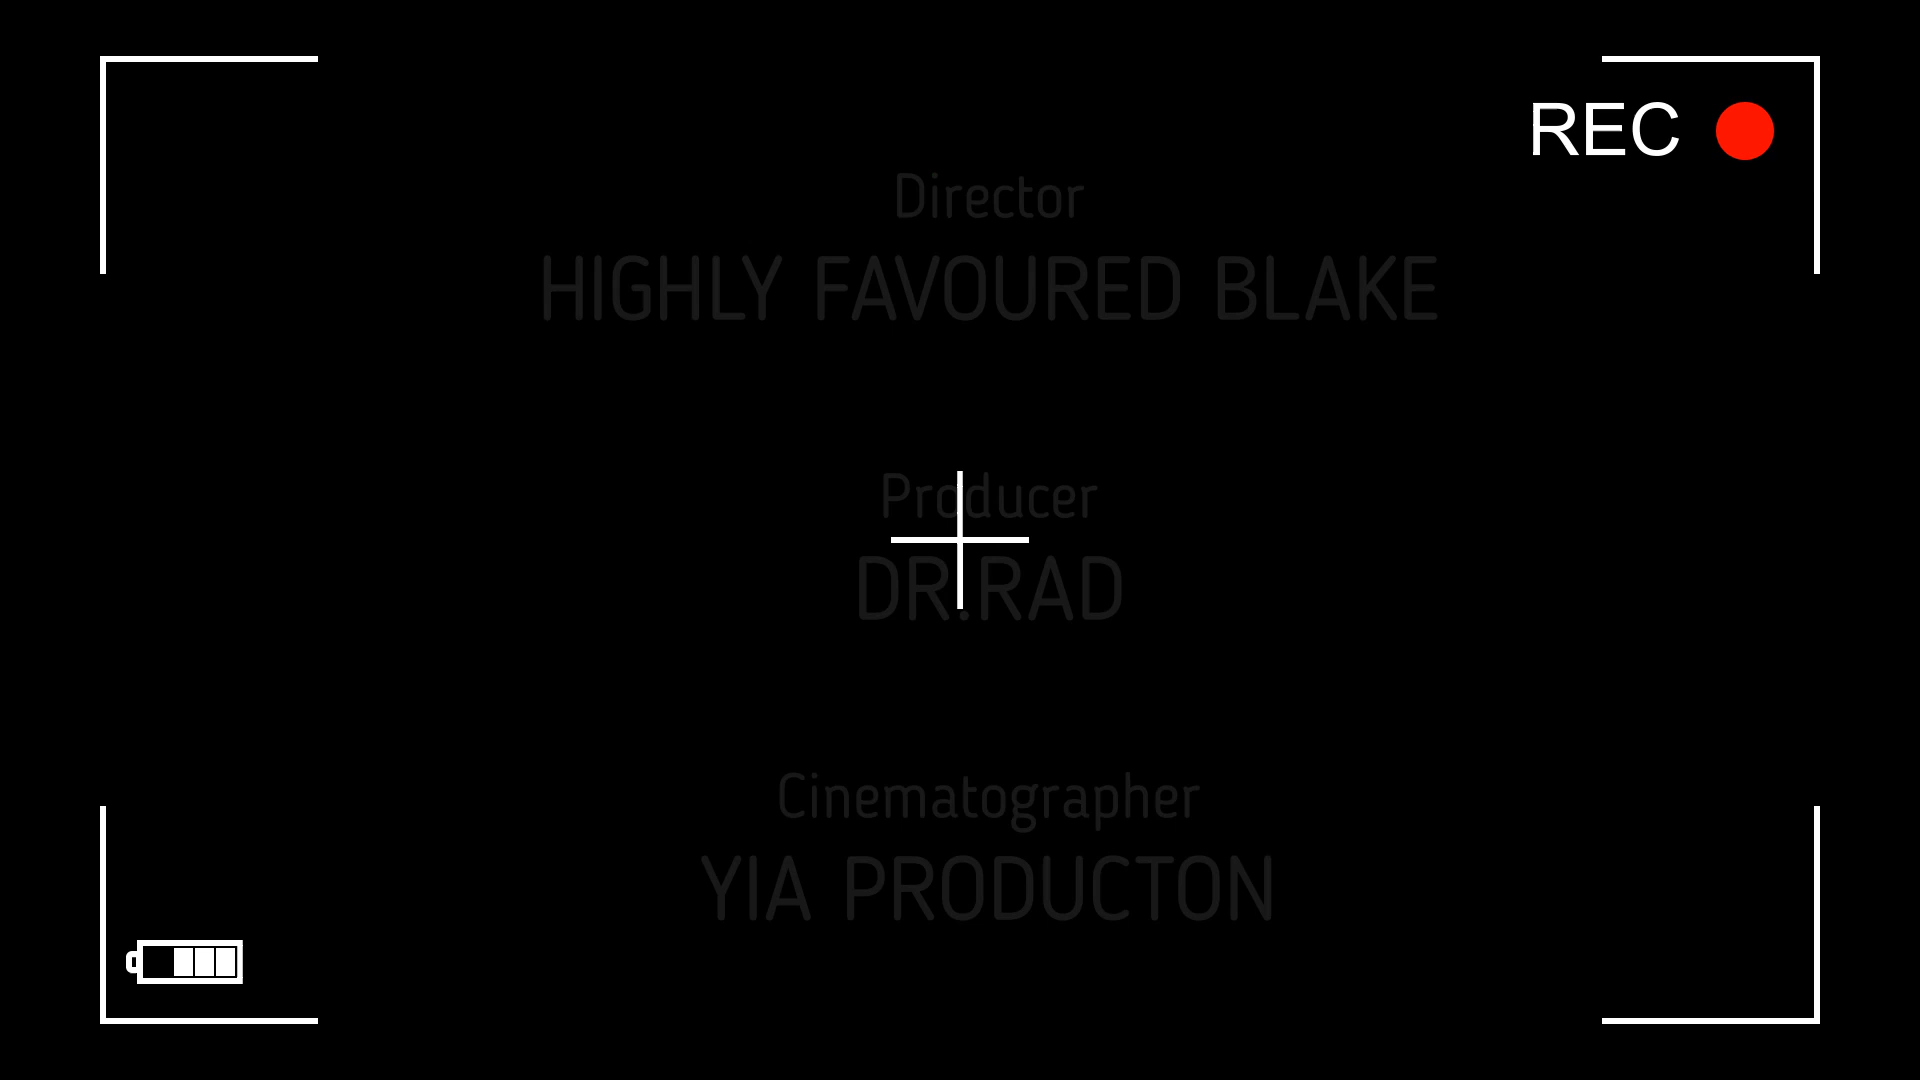 REC
Director
HIGHLY FAVOURED BLAKE
Producer
DR.RAD
Cinematographer
YIA PRODUCTON